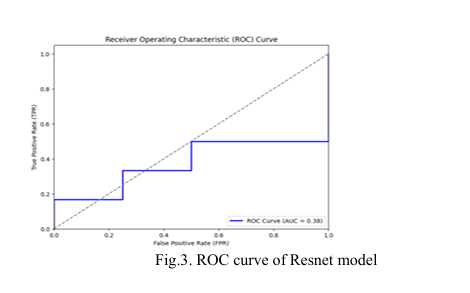 Receiver Operating Characteristic (ROC) Curve
1.0
0.8
0.6
0.4
0.2
0.0
True Positive Rate (TPR)
ROC Curve (AUC = 0.38)
0.0 0.2 0.4 0.6 0.8 1.0
False Positive Rate (FPR)
Fig.3. ROC curve of Resnet model